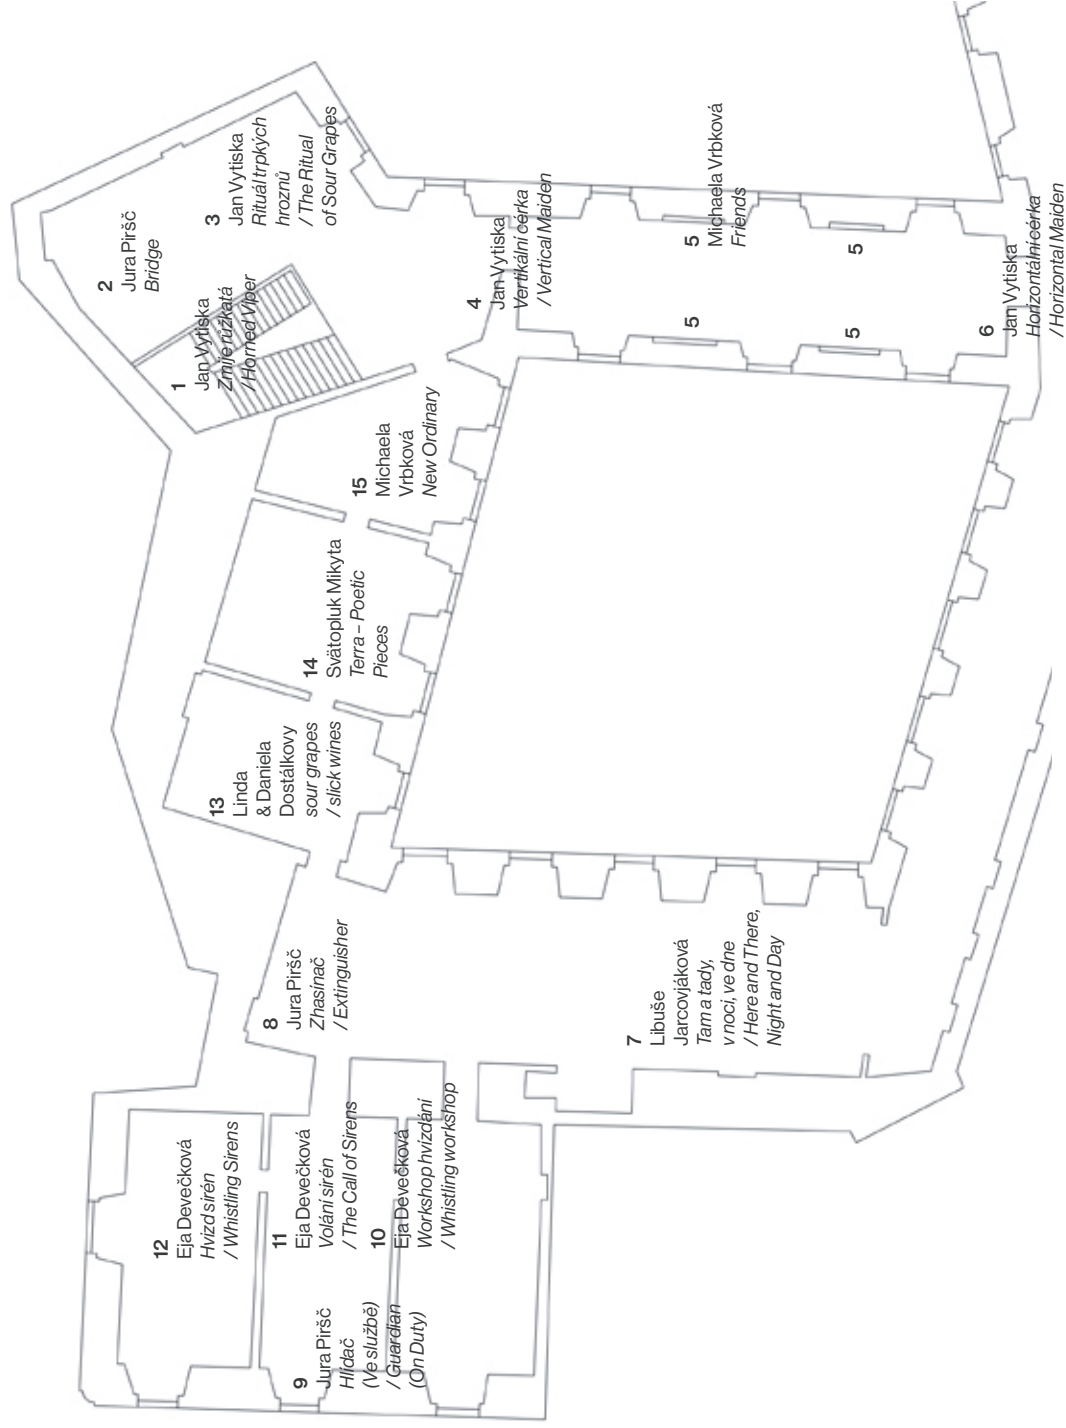 1
Jan Vytiska
Zmije růžkatá
/ Horned Viper
2
Jura Piršč
Bridge
3
Jan Vytiska
Rituál trpkých
hroznů
/ The Ritual
of Sour Grapes
4
Jan Vytiska
Vertikální cérka
/ Vertical Maiden
5
5
Michaela Vrbková
Friends
5
5
6
Jan Vytiska
Horizontální cérka
/ Horizontal Maiden
7
Libuše
Jarcovjáková
Tam a tady,
v noci, ve dne
/ Here and There,
Night and Day
8
Jura Piršč
Zhasínač
/ Extinguisher
9
Jura Piršč
Hlídač
(Ve službě)
/ Guardian
(On Duty)
10
Eja Devečková
Workshop hvízdání
/ Whistling workshop
11
Eja Devečková
Volání sirén
/ The Call of Sirens
12
Eja Devečková
Hvizd sirén
/ Whistling Sirens
13
Linda
& Daniela
Dostálkovy
sour grapes
/ slick wines
14
Svätopluk Mikyta
Terra – Poetic
Pieces
15
Michaela
Vrbková
New Ordinary